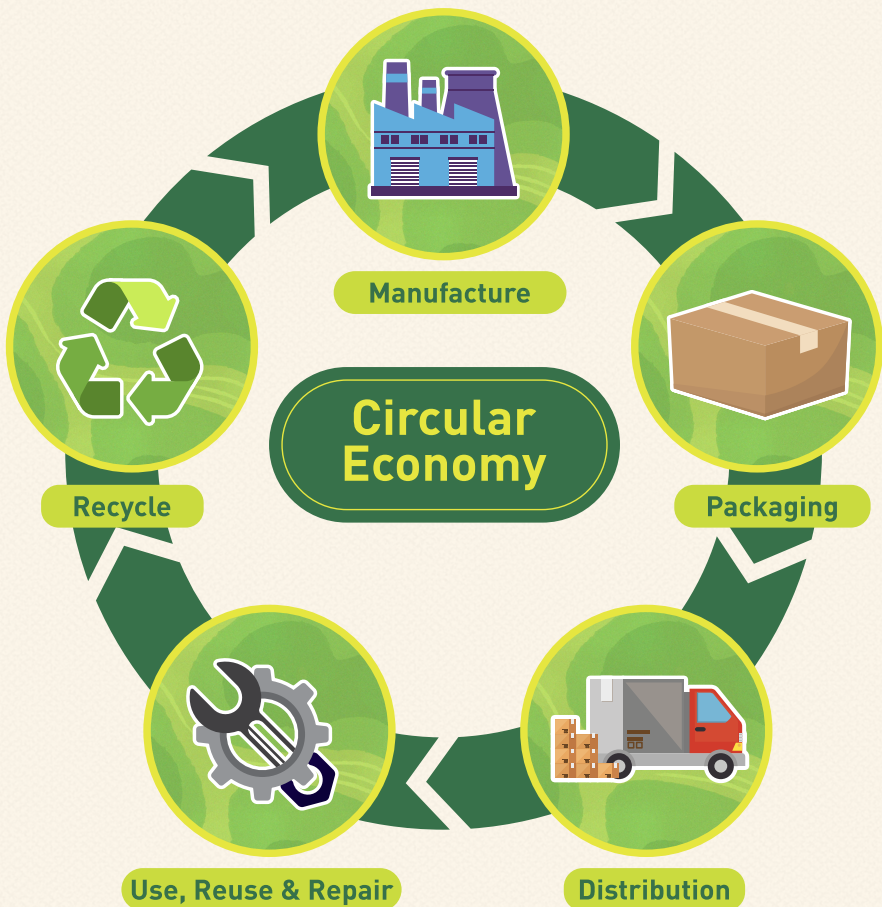 Manufacture
Circular
Economy
Recycle
Packaging
Use, Reuse & Repair
Distribution